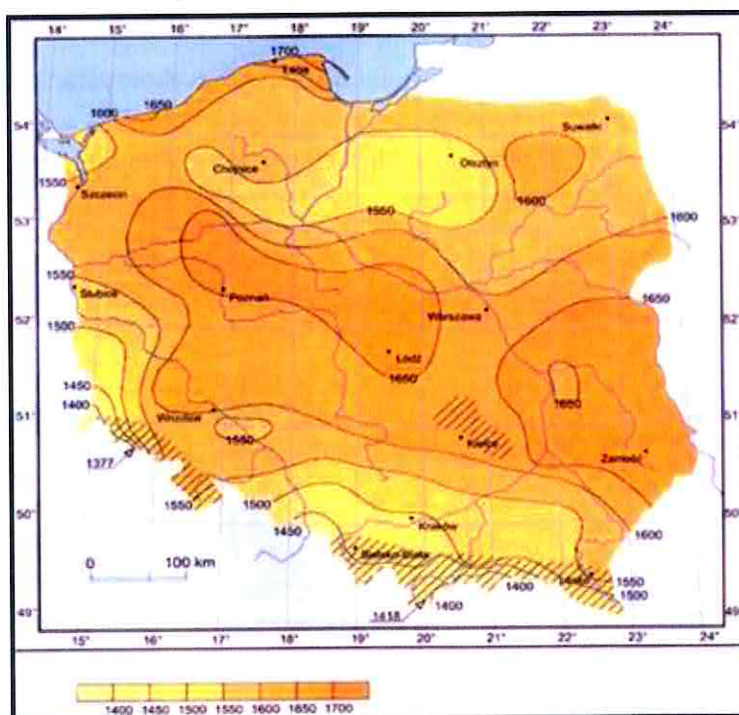 14° 15° 16° 17° 18° 19° 20° 21° 22° 23°
1700
Łeba
1650
1600
54° 54°
Suwałki
Chojnice
Olsztyn
1550
Szczecin
1600
1550
53° 53°
1600
1550
Słubice
Poznań
1650
Warszawa
52° 52°
1500
Łódź
1650
1450
1650
1400
51° 51°
Wrocław
1550
Kielce
Zamość
1377
1550
1500
50° 50°
1450
Kraków
1600
0 100 km
Bielsko-Biała
1400
1550
1500
49° 1418 1400 49°
15° 16° 17° 18° 19° 20° 21° 22° 23° 24°
1400 1450 1500 1550 1600 1650 1700